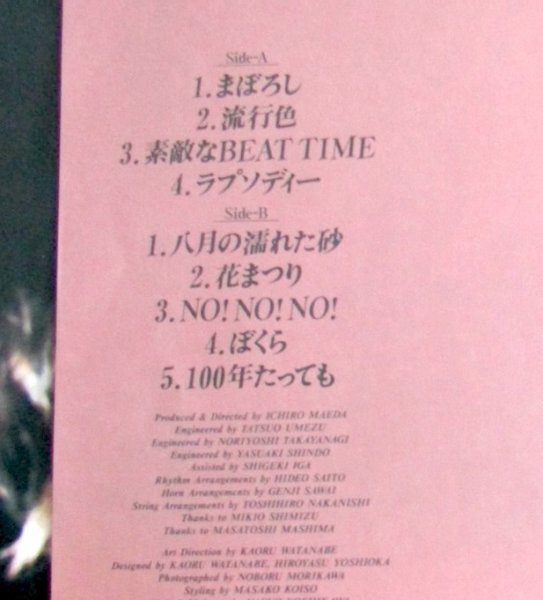 Side-A
1.まぼろし
2.流行色
3.素敵なBEAT TIME
4.ラプソディー
Side-B
1.八月の濡れた砂
2.花まつり
3.NO! NO! NO!
4.ぼくら
5.100年たっても
Produced & Directed by ICHIRO MAEDA
Engineered by TATSUO UMEZU
Engineered by NORIYOSHI TAKAYANAGI
Engineered by YASUAKI SHINDO
Assisted by SHIGEKI IGA
Rhythm Arrangements by HIDEO SAITO
Horn Arrangements by GENJI SAWAI
String Arrangements by TOSHIHIRO NAKANISHI
Thanks to MIKIO SHIMIZU
Thanks to MASATOSHI MASHIMA
Art Direction by KAORU WATANABE
Designed by KAORU WATANABE, HIROYASU YOSHIOKA
Photographed by NOBORU MORIKAWA
Styling by MASAKO KOISO